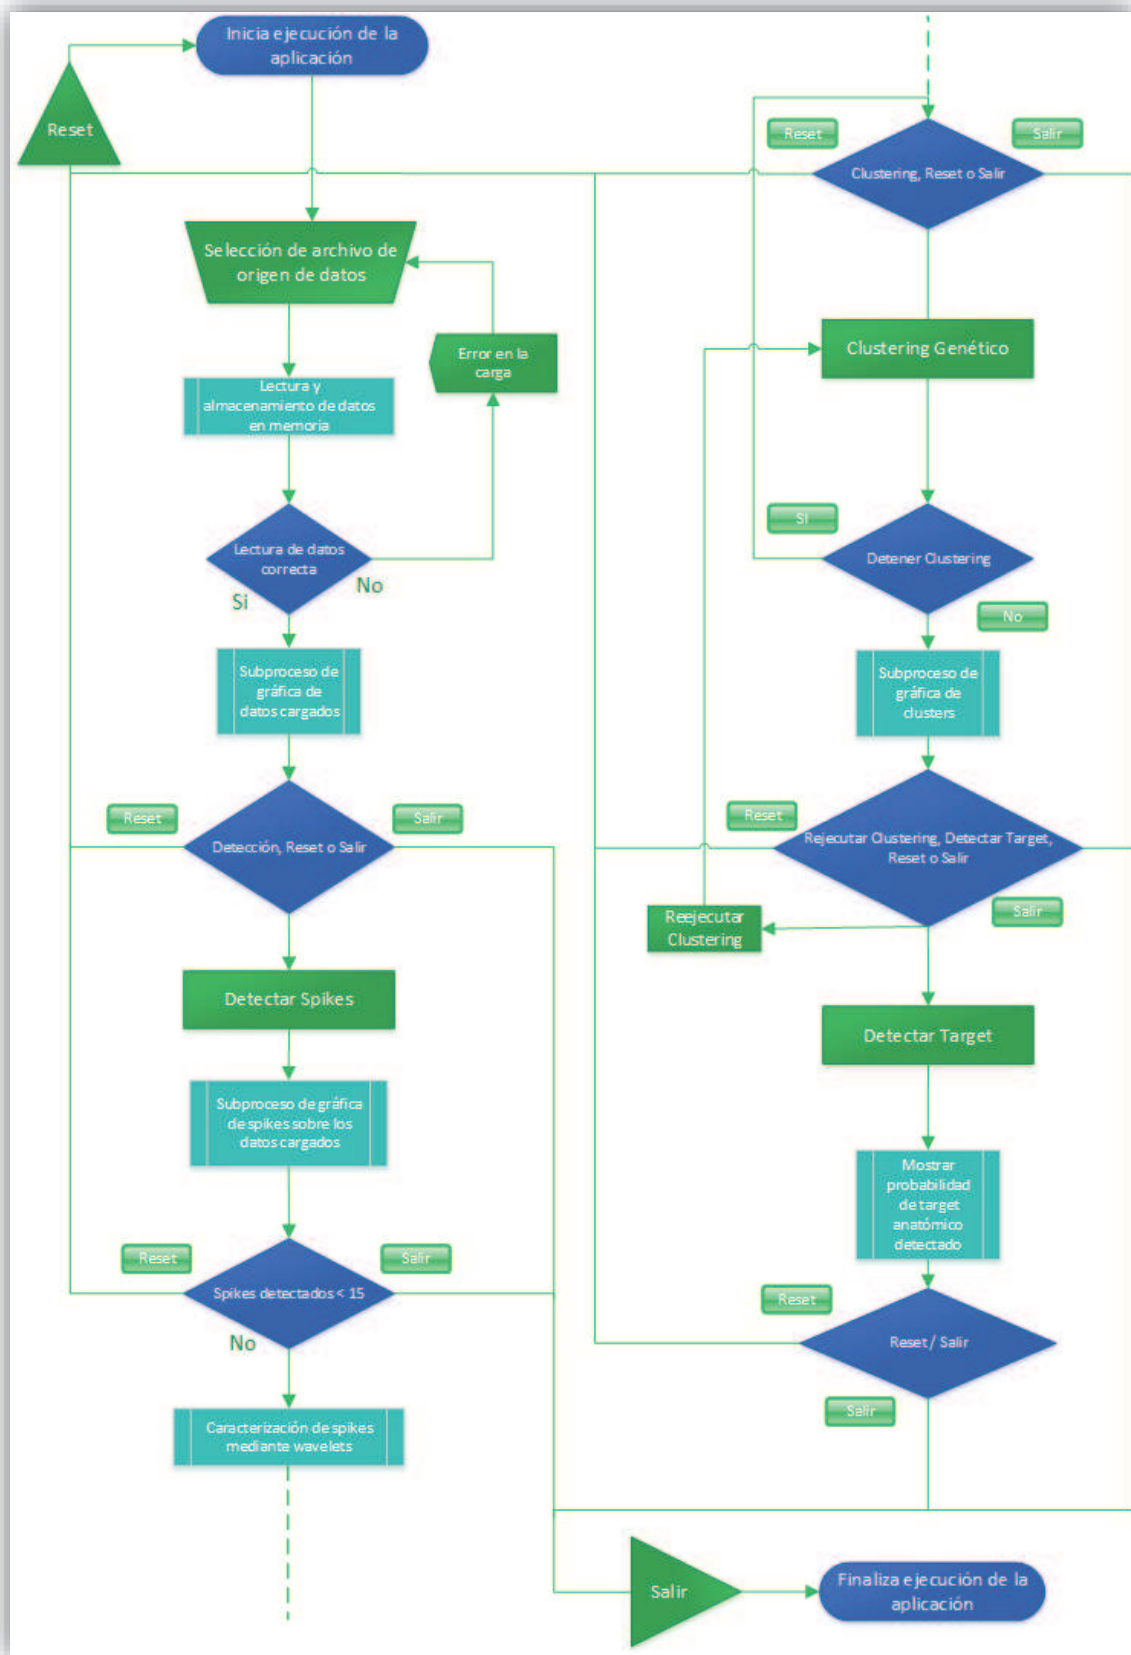 Inicia ejecución de la
aplicación
Reset
Selección de archivo de
origen de datos
Error en la
carga
Lectura y
almacenamiento de datos
en memoria
Lectura de datos
correcta
Si
No
Subproceso de
gráfica de
datos cargados
Reset
Salir
Detección, Reset o Salir
Detectar Spikes
Subproceso de gráfica
de spikes sobre los
datos cargados
Reset
Salir
Spikes detectados < 15
No
Caracterización de spikes
mediante wavelets
Reset
Salir
Clustering, Reset o Salir
Clustering Genético
Si
Detener Clustering
No
Subproceso de
gráfica de
clusters
Reset
Rejecutar Clustering, Detectar Target,
Reset o Salir
Salir
Reejecutar
Clustering
Detectar Target
Mostrar
probabilidad
de target
anatómico
detectado
Reset
Reset / Salir
Salir
Salir
Finaliza ejecución de la
aplicación